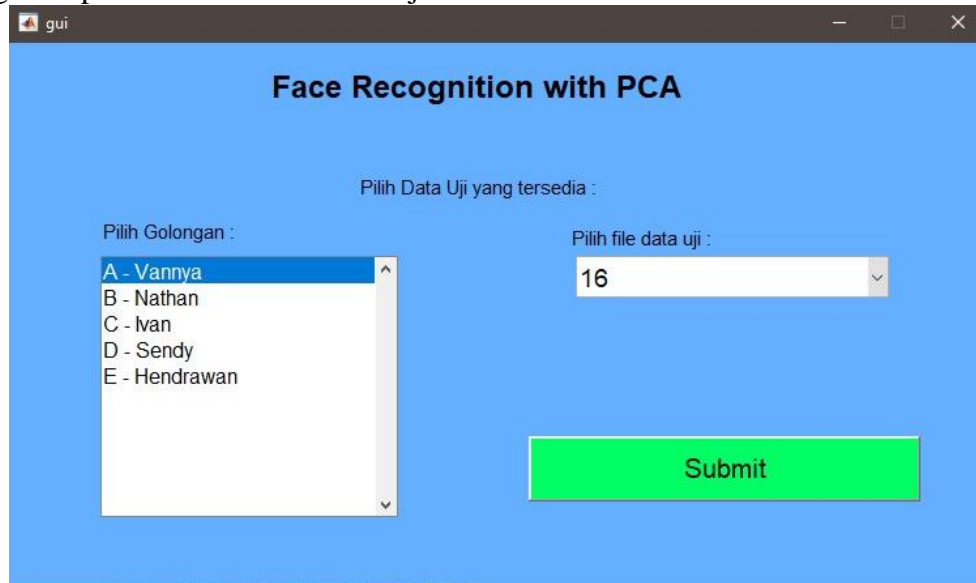 gui
Face Recognition with PCA
Pilih Data Uji yang tersedia :
Pilih Golongan :
Pilih file data uji :
A - Vannya
B - Nathan
C - Ivan
D - Sendy
E - Hendrawan
16
Submit